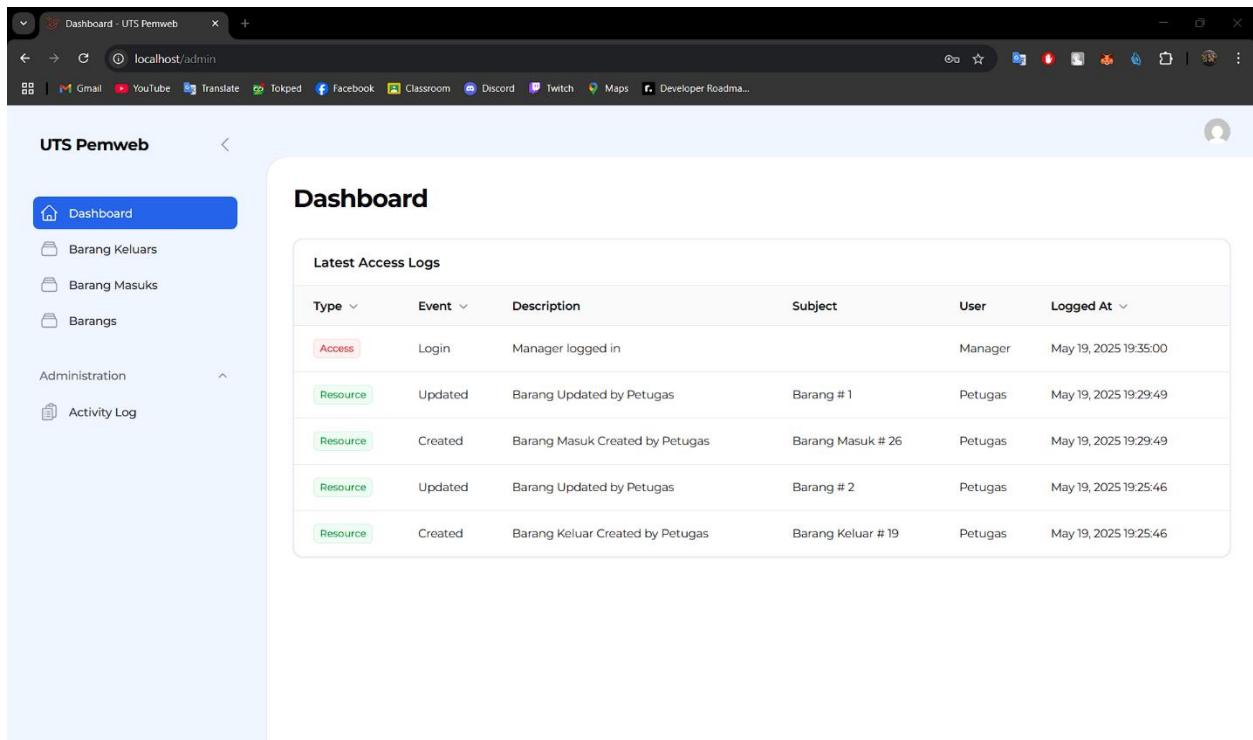 Dashboard - UTS Pemweb
localhost/admin
Gmail YouTube Translate Tokped Facebook Classroom Discord Twitch Maps Developer Roadma...
UTS Pemweb
Dashboard
Barang Keluars
Barang Masuks
Barangs
Administration
Activity Log
Dashboard
Latest Access Logs
Type Event Description Subject User Logged At
Access Login Manager logged in Manager May 19, 2025 19:35:00
Resource Updated Barang Updated by Petugas Barang # 1 Petugas May 19, 2025 19:29:49
Resource Created Barang Masuk Created by Petugas Barang Masuk # 26 Petugas May 19, 2025 19:29:49
Resource Updated Barang Updated by Petugas Barang # 2 Petugas May 19, 2025 19:25:46
Resource Created Barang Keluar Created by Petugas Barang Keluar # 19 Petugas May 19, 2025 19:25:46